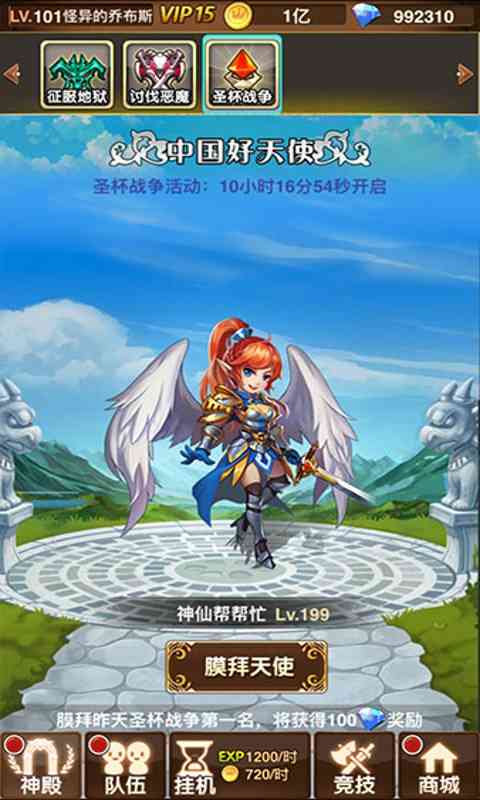 LV.101怪异的乔布斯 VIP15 1亿 992310
征服地狱 讨伐恶魔 圣杯战争
中国好天使
圣杯战争活动：10小时16分54秒开启
神仙帮帮忙 Lv.199
膜拜天使
膜拜昨天圣杯战争第一名，将获得100奖励
EXP1200/时
720/时
神殿 队伍 挂机 竞技 商城